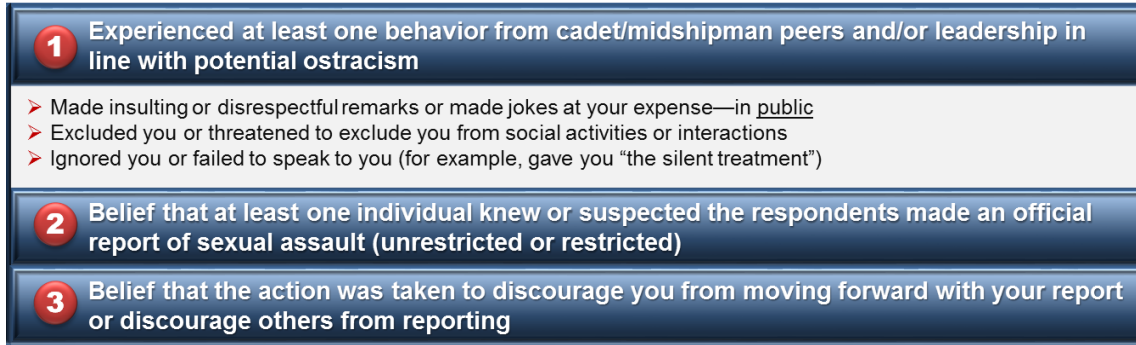 1 Experienced at least one behavior from cadet/midshipman peers and/or leadership in
line with potential ostracism
➤ Made insulting or disrespectful remarks or made jokes at your expense—in public
➤ Excluded you or threatened to exclude you from social activities or interactions
➤ Ignored you or failed to speak to you (for example, gave you “the silent treatment”)
2 Belief that at least one individual knew or suspected the respondents made an official
report of sexual assault (unrestricted or restricted)
3 Belief that the action was taken to discourage you from moving forward with your report
or discourage others from reporting